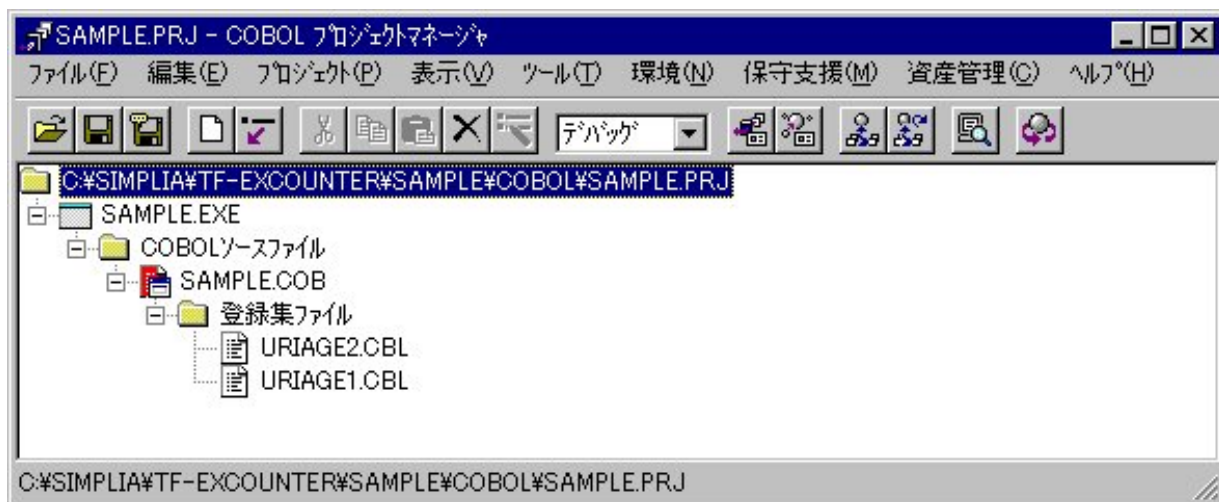 SAMPLE.PRJ - COBOL ﾌﾟﾛｼﾞｪｸﾄﾏﾈｰｼﾞｬ
ﾌｧｲﾙ(F) 編集(E) ﾌﾟﾛｼﾞｪｸﾄ(P) 表示(V) ﾂｰﾙ(T) 環境(N) 保守支援(M) 資産管理(C) ﾍﾙﾌﾟ(H)
ﾃﾞﾊﾞｯｸﾞ
C:¥SIMPLIA¥TF-EXCOUNTER¥SAMPLE¥COBOL¥SAMPLE.PRJ
SAMPLE.EXE
COBOLｿｰｽﾌｧｲﾙ
SAMPLE.COB
登録集ﾌｧｲﾙ
URIAGE2.CBL
URIAGE1.CBL
C:¥SIMPLIA¥TF-EXCOUNTER¥SAMPLE¥COBOL¥SAMPLE.PRJ